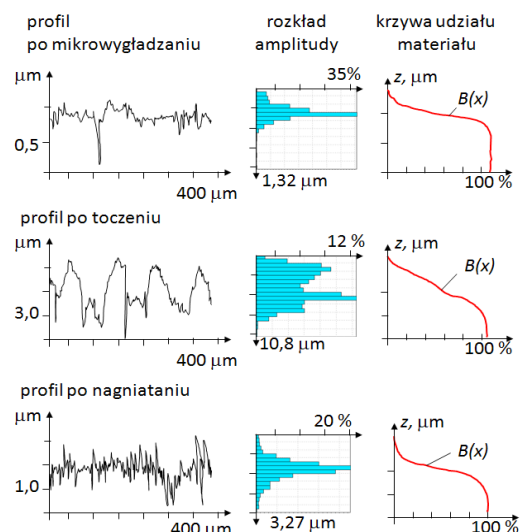 profil
po mikrowygładzaniu
rozkład
amplitudy
krzywa udziału
materiału
μm
0,5
400 μm
35%
1,32 μm
z, μm
B(x)
100 %
profil po toczeniu
μm
3,0
400 μm
12 %
10,8 μm
z, μm
B(x)
100 %
profil po nagniataniu
μm
1,0
400 μm
20 %
3,27 μm
z, μm
B(x)
100 %